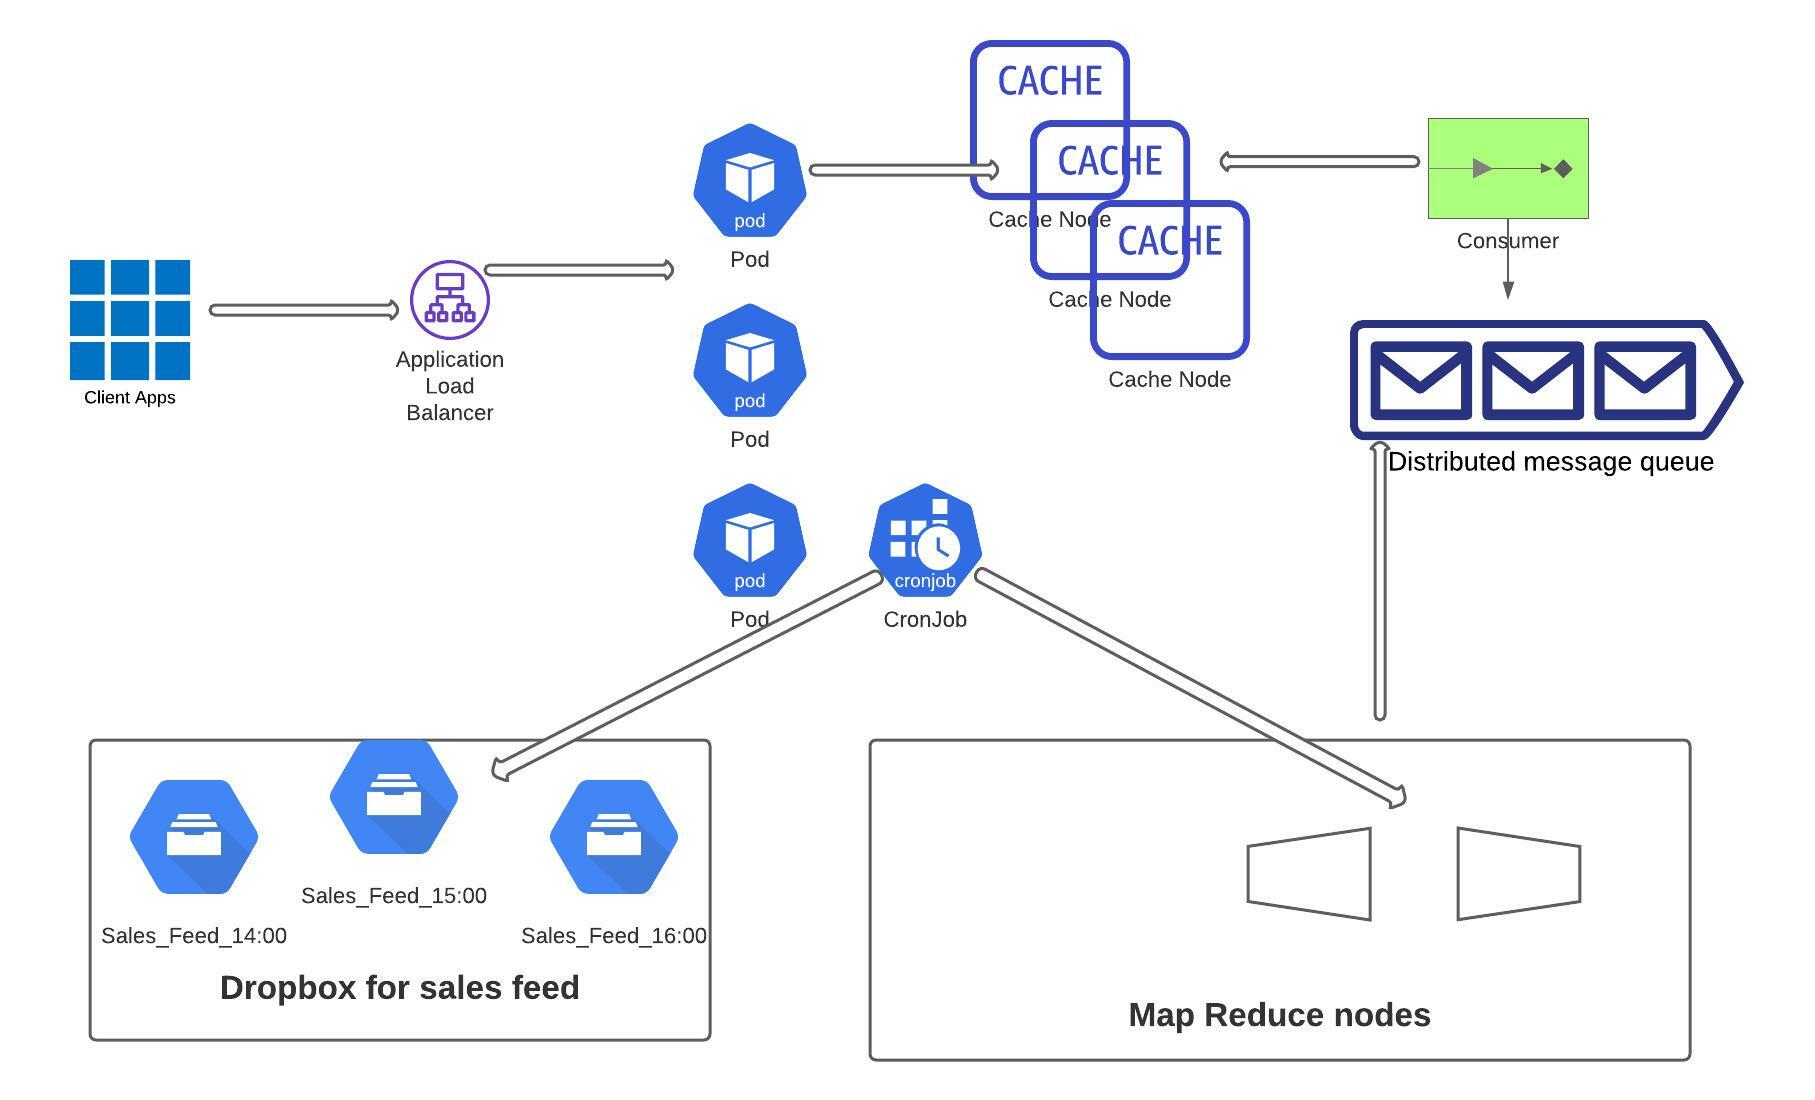 CACHE
CACHE
CACHE
Cache Node
Cache Node
Cache Node
Consumer
pod
Pod
Client Apps
Application
Load
Balancer
pod
Pod
Distributed message queue
pod
Pod
cronjob
CronJob
Sales_Feed_15:00
Sales_Feed_14:00
Sales_Feed_16:00
Dropbox for sales feed
Map Reduce nodes